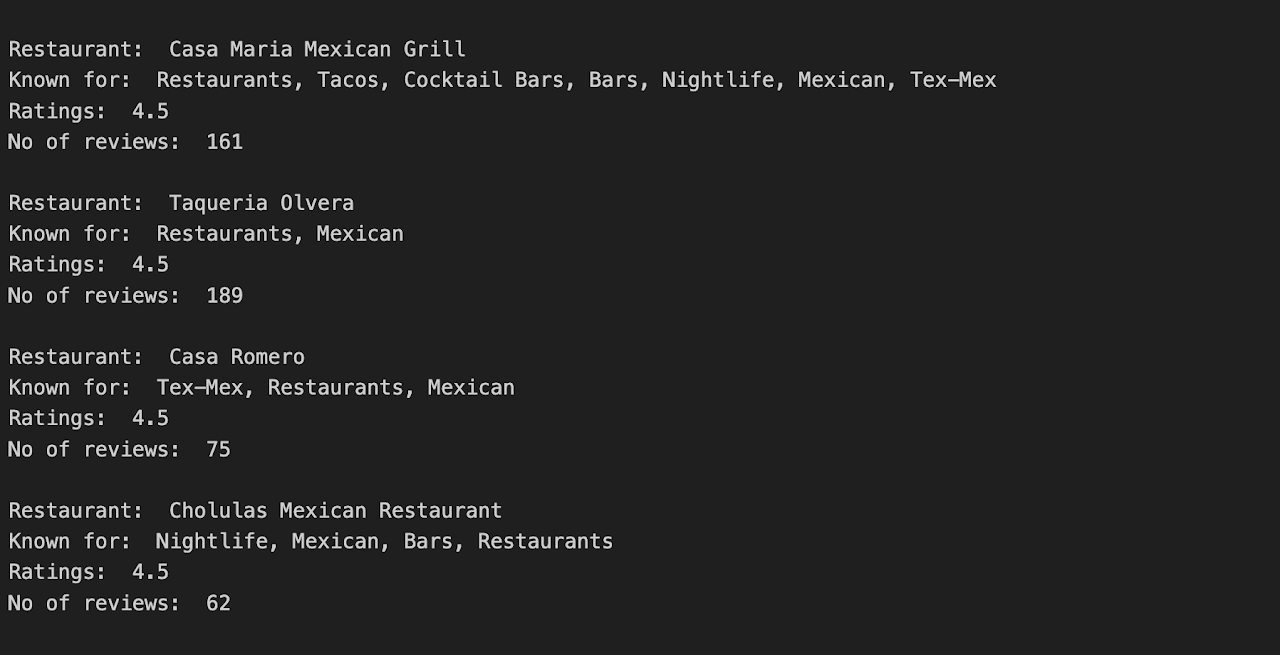 Restaurant:  Casa Maria Mexican Grill
Known for:  Restaurants, Tacos, Cocktail Bars, Bars, Nightlife, Mexican, Tex-Mex
Ratings:  4.5
No of reviews:  161
Restaurant:  Taqueria Olvera
Known for:  Restaurants, Mexican
Ratings:  4.5
No of reviews:  189
Restaurant:  Casa Romero
Known for:  Tex-Mex, Restaurants, Mexican
Ratings:  4.5
No of reviews:  75
Restaurant:  Cholulas Mexican Restaurant
Known for:  Nightlife, Mexican, Bars, Restaurants
Ratings:  4.5
No of reviews:  62